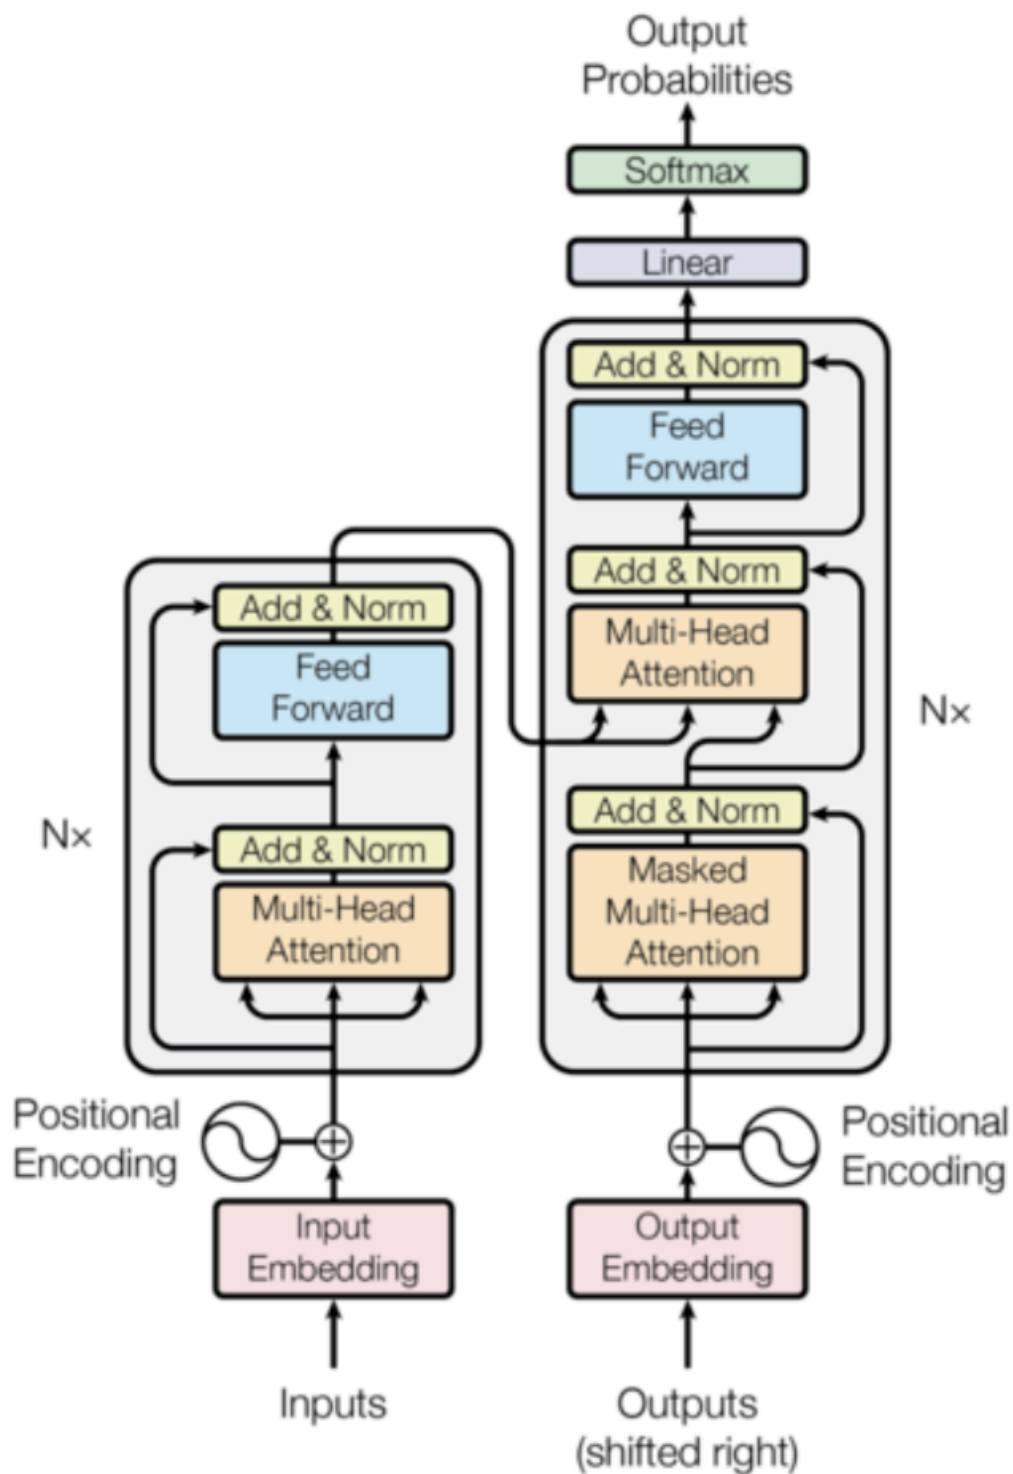 Output
Probabilities
Softmax
Linear
Add & Norm
Feed
Forward
Add & Norm
Multi-Head
Attention
Nx
Add & Norm
Masked
Multi-Head
Attention
Positional
Encoding
Output
Embedding
Outputs
(shifted right)
Add & Norm
Feed
Forward
Nx
Add & Norm
Multi-Head
Attention
Positional
Encoding
Input
Embedding
Inputs